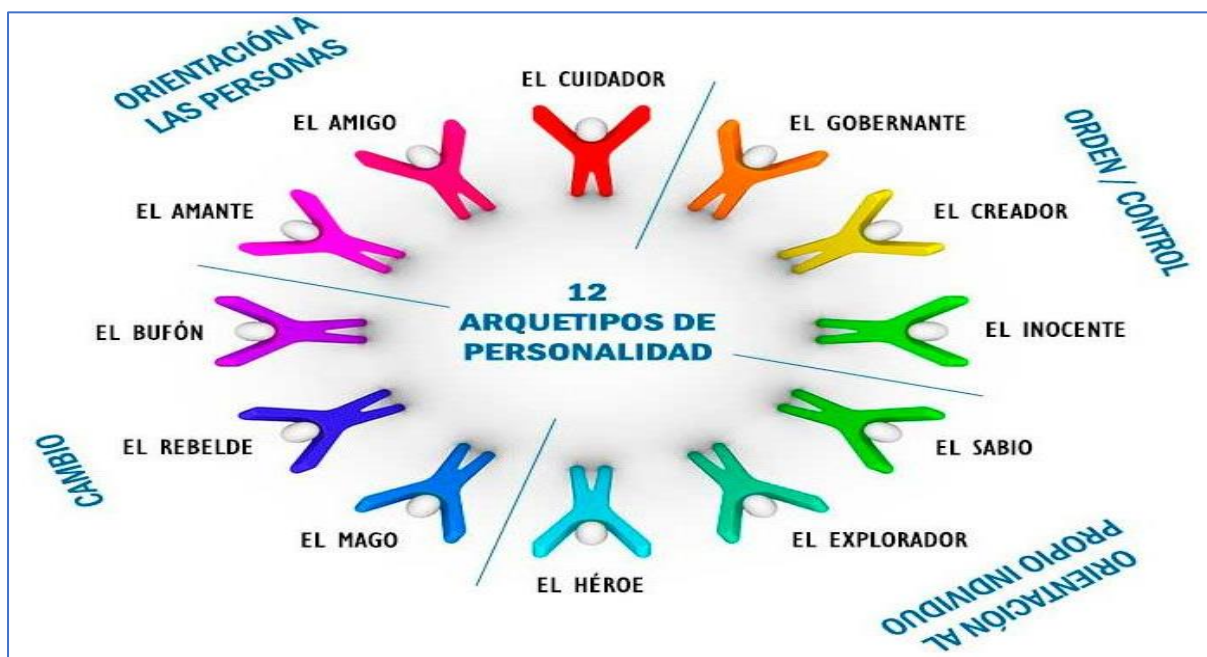 ORIENTACIÓN A
LAS PERSONAS
EL CUIDADOR
EL AMIGO
EL GOBERNANTE
ORDEN / CONTROL
EL AMANTE
EL CREADOR
12
ARQUETIPOS DE
PERSONALIDAD
EL BUFÓN
EL INOCENTE
EL REBELDE
EL SABIO
CAMBIO
EL MAGO
EL EXPLORADOR
EL HÉROE
ORIENTACIÓN AL
PROPIO INDIVIDUO